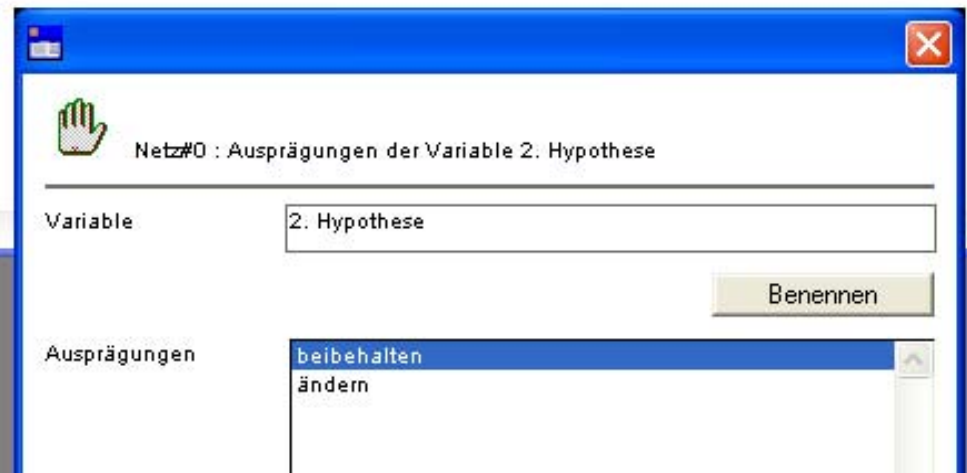 Netz#0 : Ausprägungen der Variable 2. Hypothese
Variable
2. Hypothese
Benennen
Ausprägungen
beibehalten
ändern